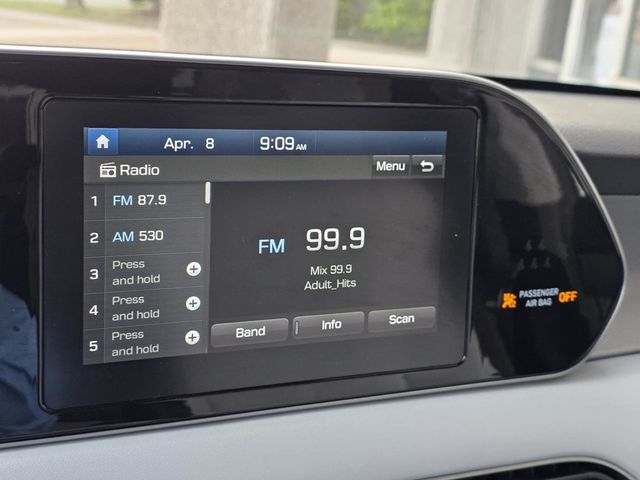 Apr. 8 9:09 AM
Radio Menu
1 FM 87.9
2 AM 530
3 Press
and hold
4 Press
and hold
5 Press
and hold
FM 99.9
Mix 99.9
Adult_Hits
Band Info Scan
PASSENGER
AIR BAG OFF